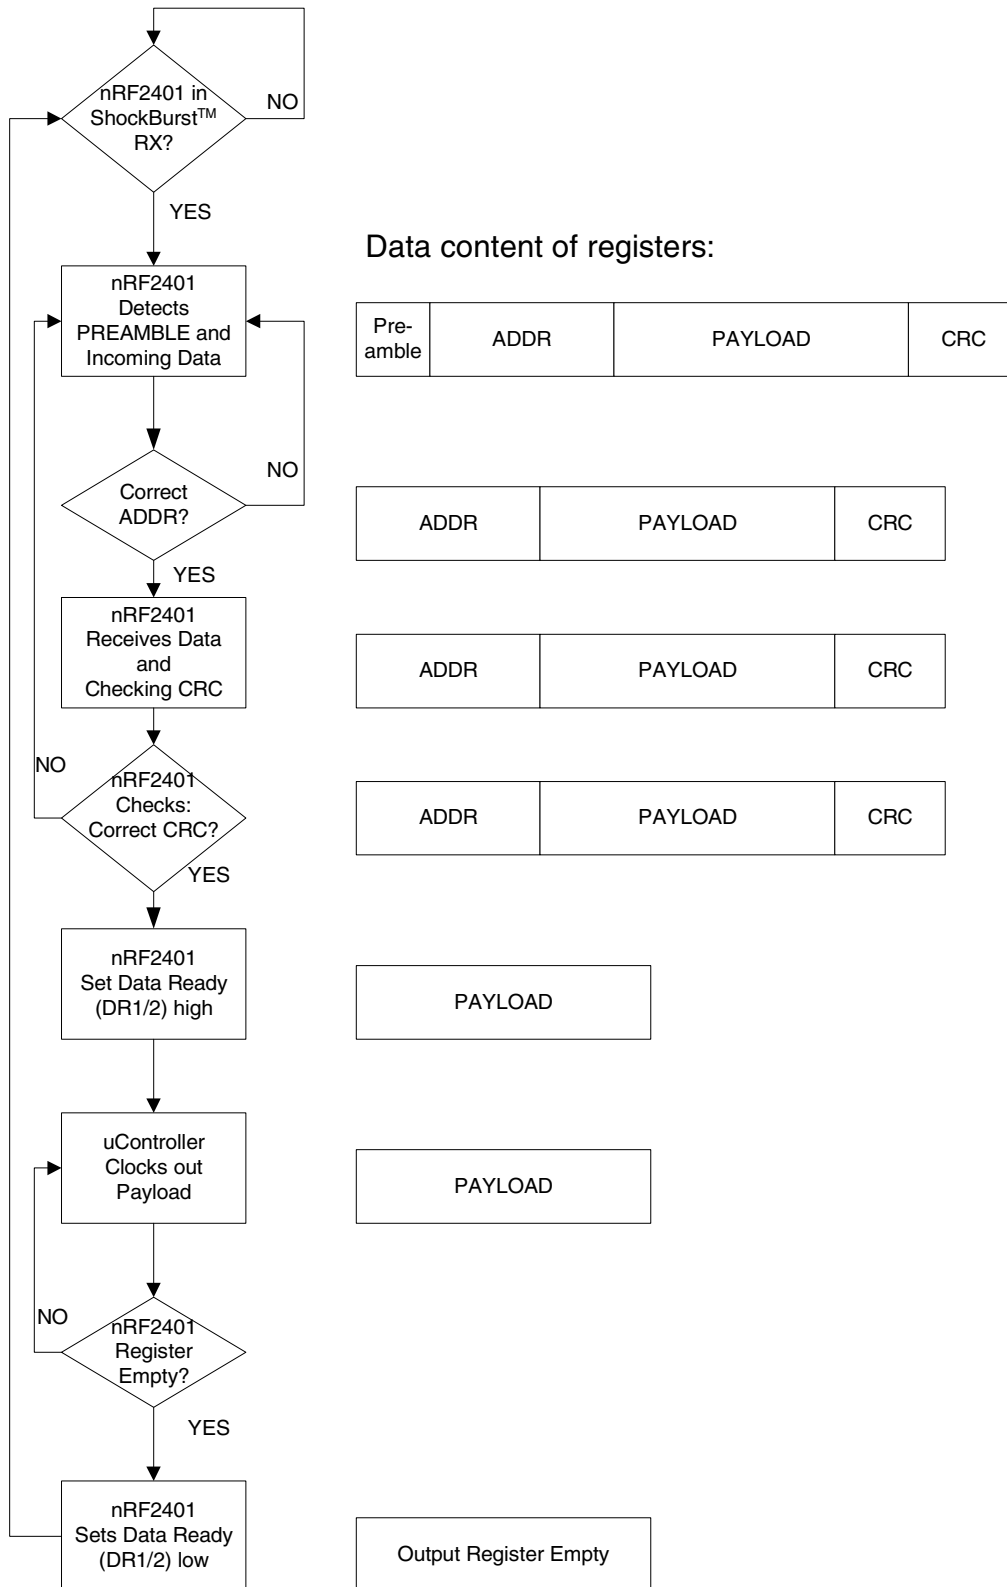 nRF2401 in
ShockBurst™
RX?
NO
YES
Data content of registers:
nRF2401
Detects
PREAMBLE and
Incoming Data
Pre-
amble
ADDR
PAYLOAD
CRC
NO
Correct
ADDR?
ADDR
PAYLOAD
CRC
YES
nRF2401
Receives Data
and
Checking CRC
ADDR
PAYLOAD
CRC
NO
nRF2401
Checks:
Correct CRC?
ADDR
PAYLOAD
CRC
YES
nRF2401
Set Data Ready
(DR1/2) high
PAYLOAD
uController
Clocks out
Payload
PAYLOAD
NO
nRF2401
Register
Empty?
YES
nRF2401
Sets Data Ready
(DR1/2) low
Output Register Empty